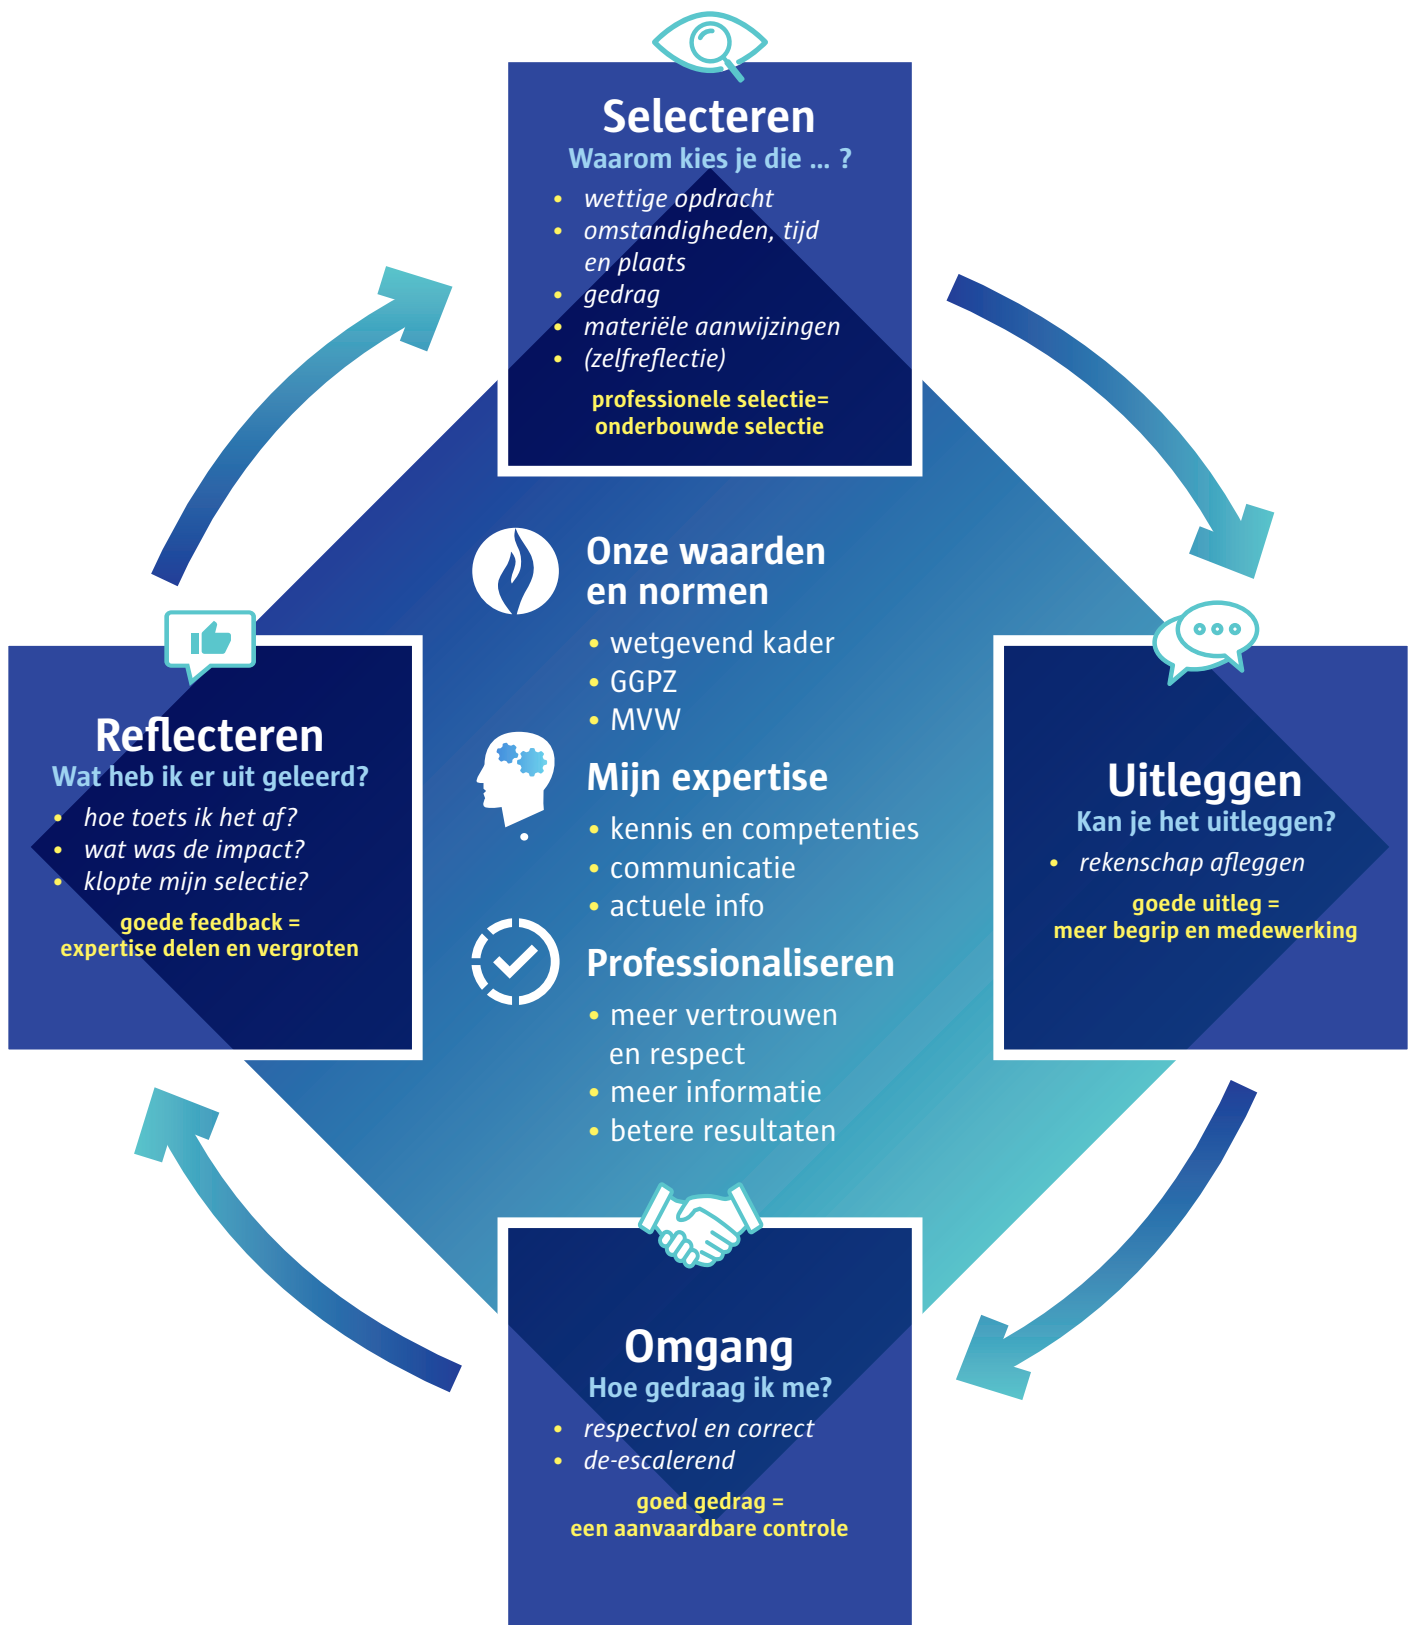 Selecteren
Waarom kies je die ... ?
• wettige opdracht
• omstandigheden, tijd
en plaats
• gedrag
• materiële aanwijzingen
• (zelfreflectie)
professionele selectie=
onderbouwde selectie
Onze waarden
en normen
• wetgevend kader
• GGPZ
• MVW
Mijn expertise
• kennis en competenties
• communicatie
• actuele info
Professionaliseren
• meer vertrouwen
en respect
• meer informatie
• betere resultaten
Uitleggen
Kan je het uitleggen?
• rekenschap afleggen
goede uitleg =
meer begrip en medewerking
Omgang
Hoe gedraag ik me?
• respectvol en correct
• de-escalerend
goed gedrag =
een aanvaardbare controle
Reflecteren
Wat heb ik er uit geleerd?
• hoe toets ik het af?
• wat was de impact?
• klopte mijn selectie?
goede feedback =
expertise delen en vergroten